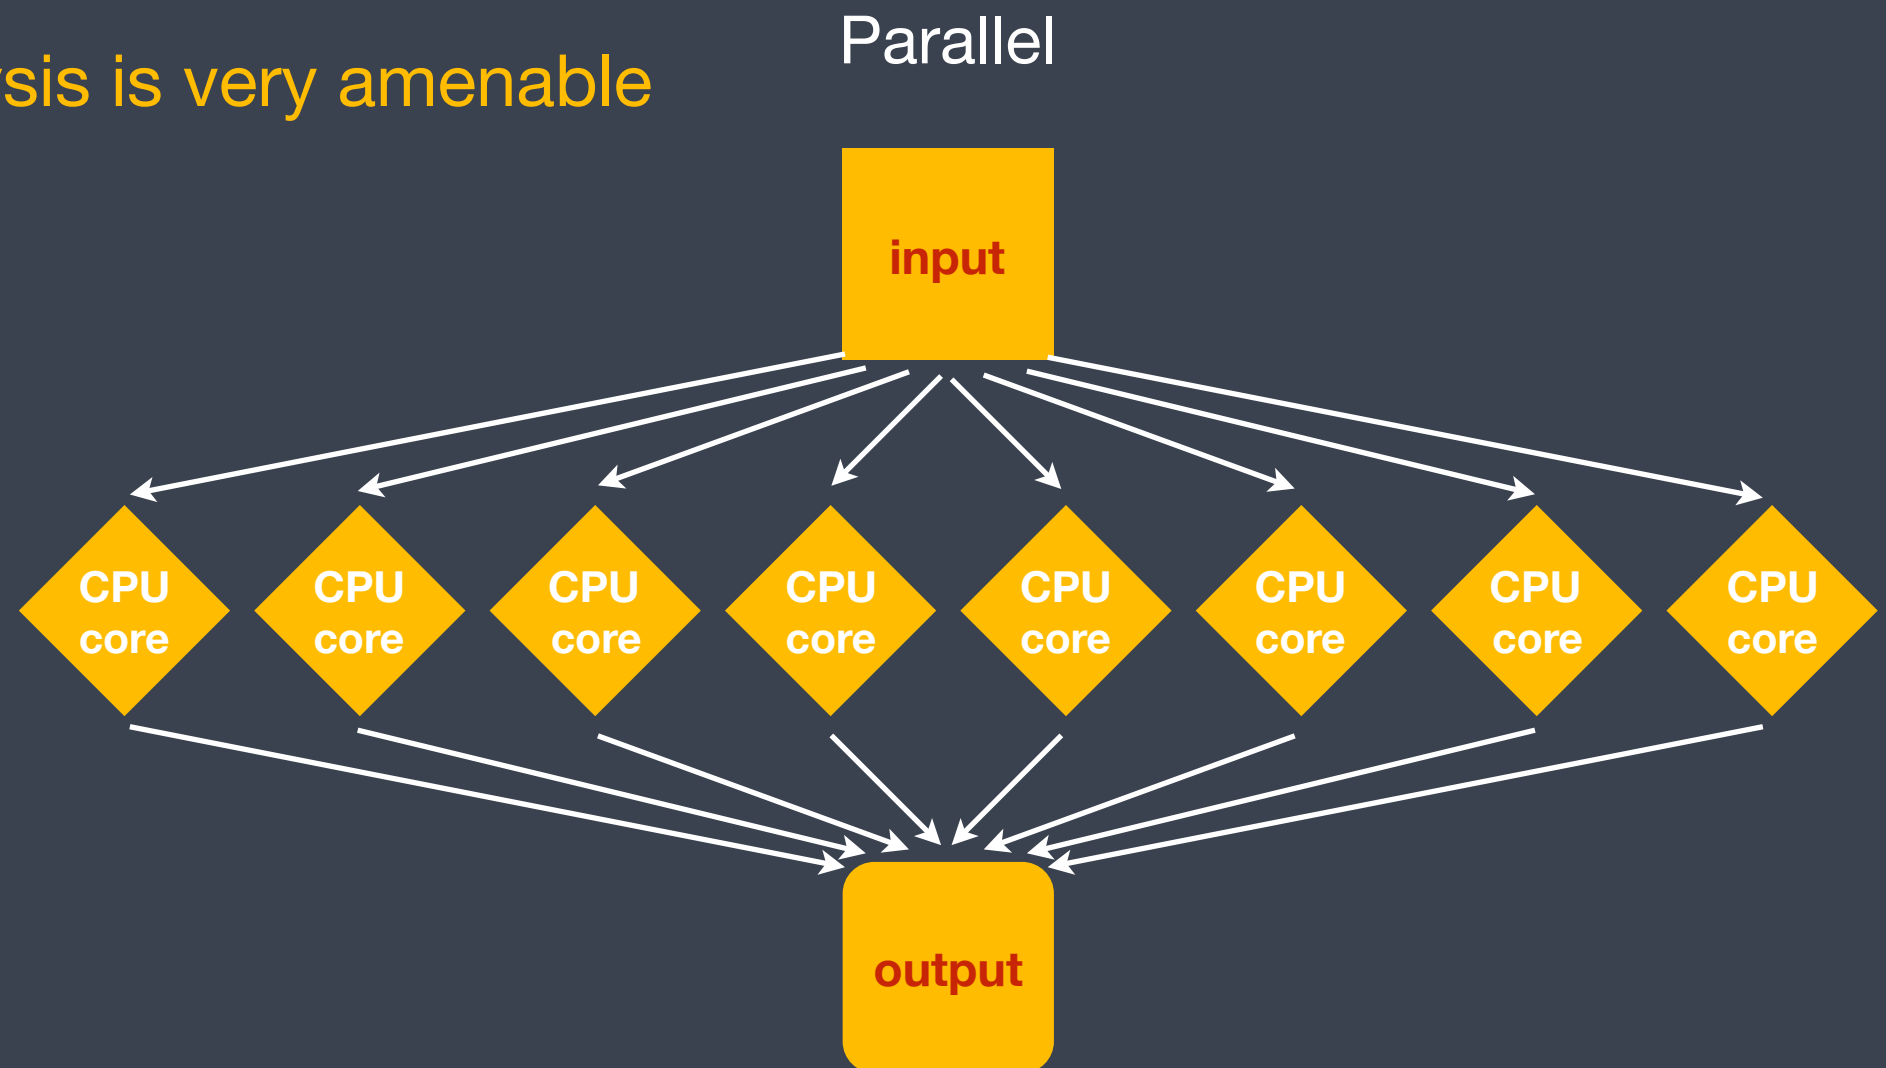 Parallel
sis is very amenable
input
CPU CPU CPU CPU CPU CPU CPU CPU
core core core core core core core core
output